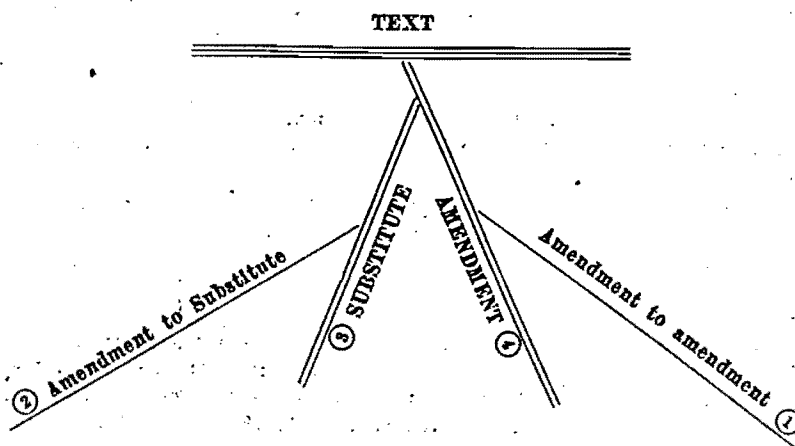 TEXT
② Amendment to Substitute
③ SUBSTITUTE
AMENDMENT ④
Amendment to amendment ①